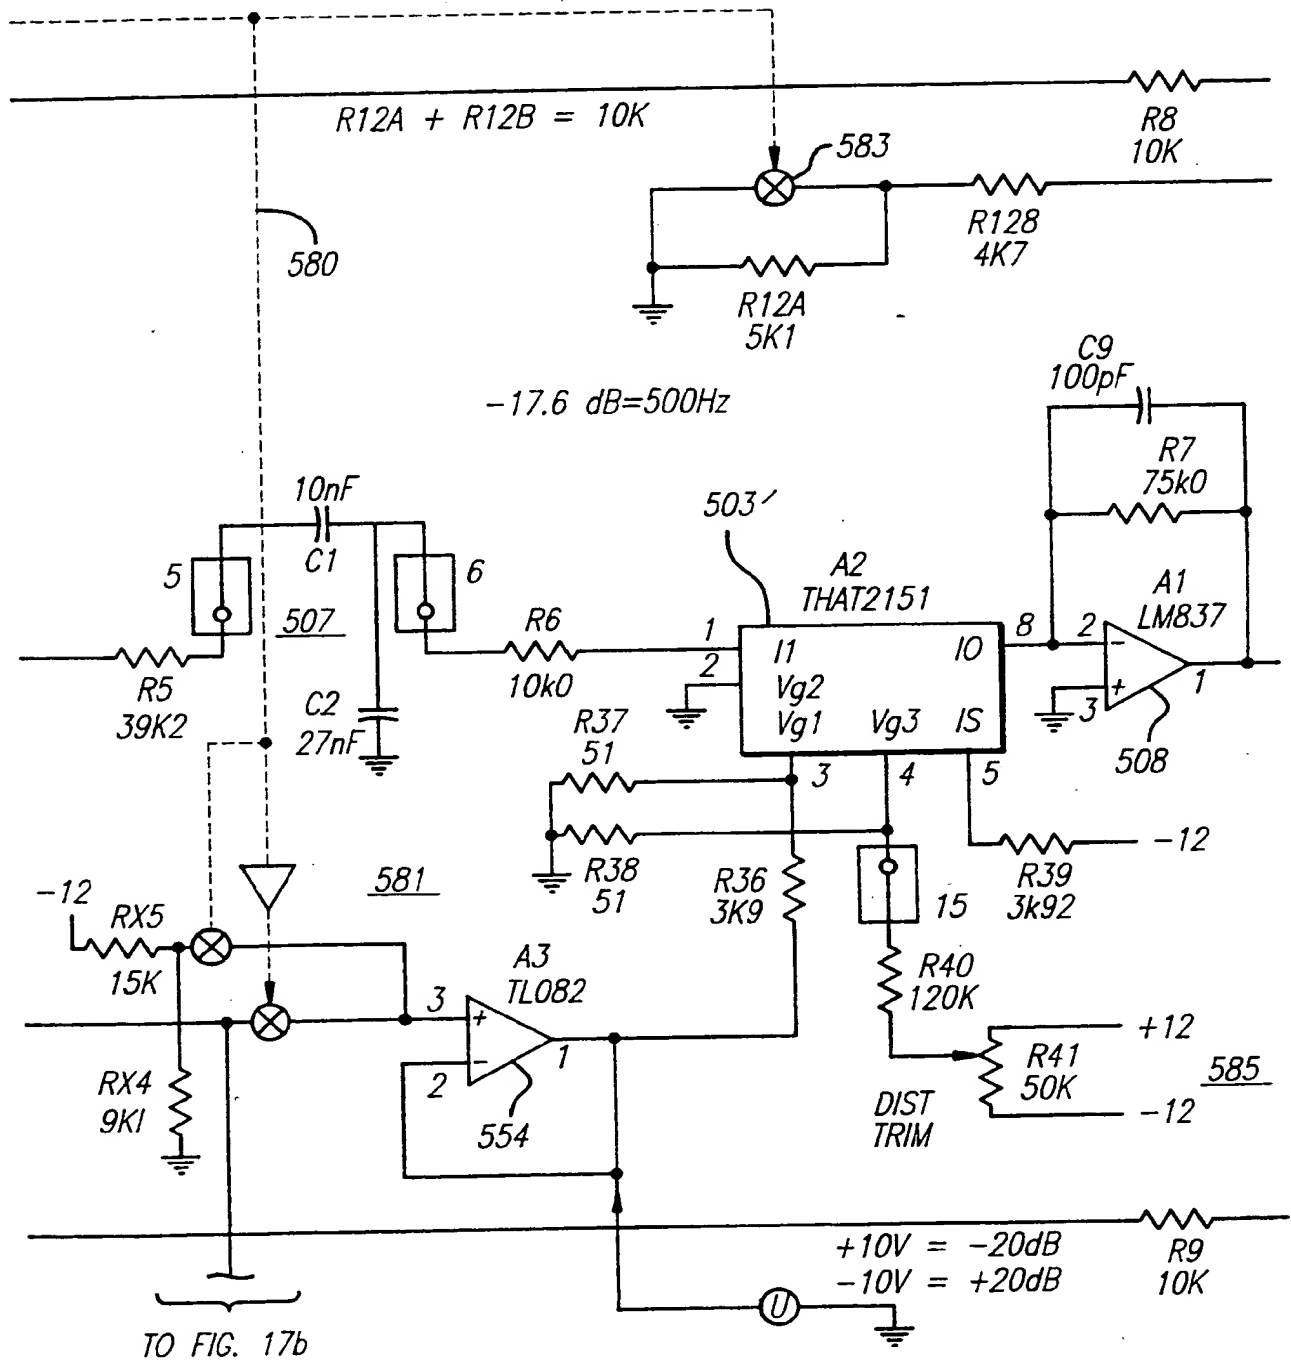 R12A + R12B = 10K
R8
10K
583
580
R128
4K7
R12A
5K1
-17.6 dB=500Hz
C9
100pF
R7
75k0
10nF
C1
503'
5
6
507
A2
THAT2151
A1
LM837
R5
39K2
R6
10k0
1
2
I1
Vg2
Vg1
Vg3
IO
IS
8
2
-
+
3
1
508
C2
27nF
R37
51
3
4
5
R38
51
R36
3K9
R39
3k92
-12
15
-12
RX5
15K
581
A3
TL082
3
+
-
2
1
554
R40
120K
+12
R41
50K
-12
585
DIST
TRIM
RX4
9KI
+10V = -20dB
-10V = +20dB
R9
10K
U
TO FIG. 17b